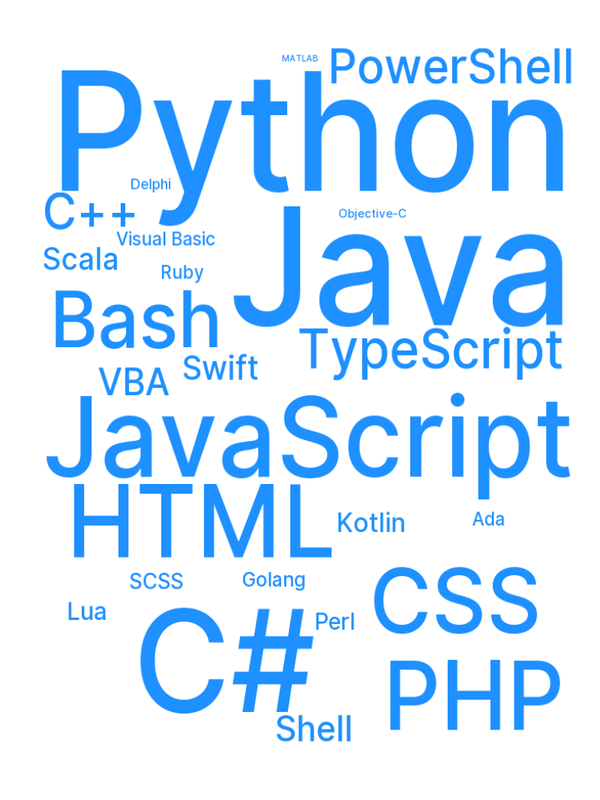 MATLAB
PowerShell
Python
Delphi
C++
Objective-C
Visual Basic
Java
Scala
Ruby
Bash
TypeScript
Swift
VBA
JavaScript
HTML
Kotlin
Ada
SCSS
Golang
CSS
Lua
C#
Perl
PHP
Shell